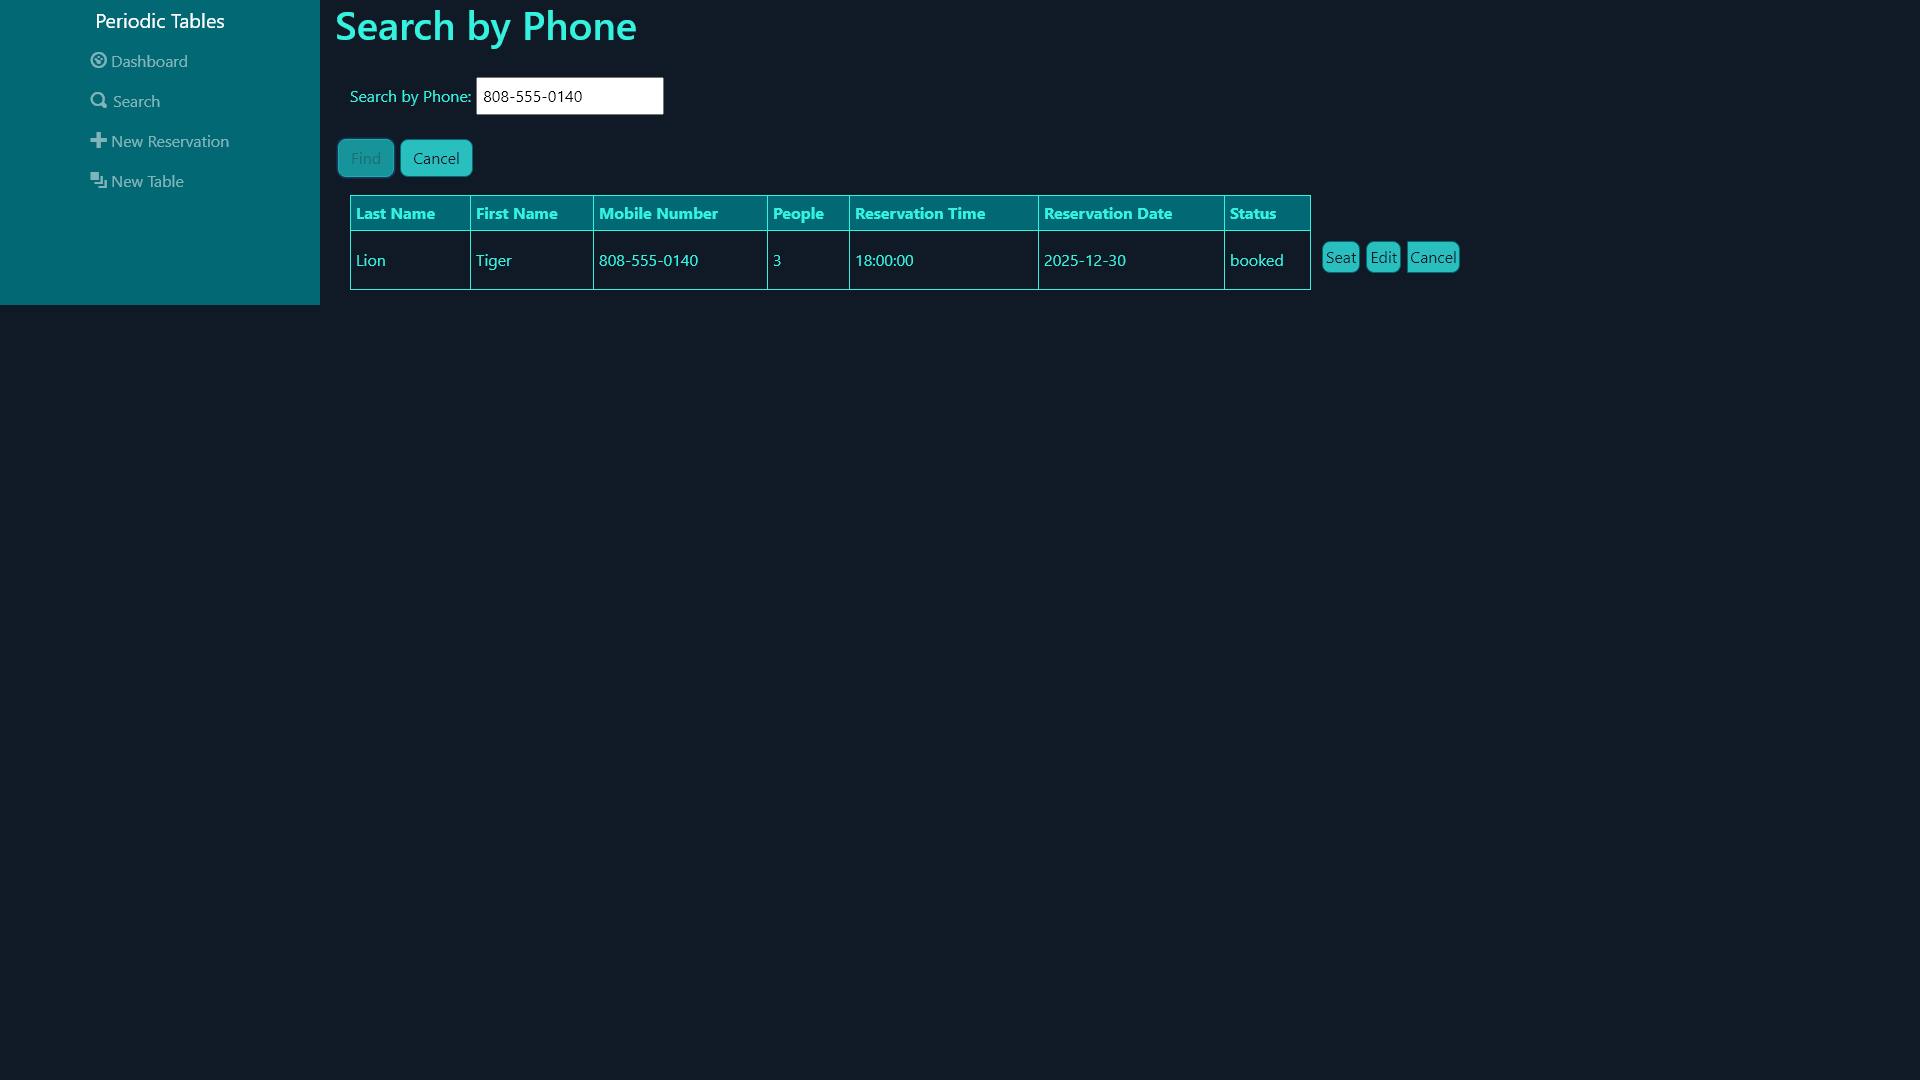 Periodic Tables
Dashboard
Search
New Reservation
New Table
Search by Phone
Search by Phone: 808-555-0140
Find Cancel
Last Name First Name Mobile Number People Reservation Time Reservation Date Status
Lion Tiger 808-555-0140 3 18:00:00 2025-12-30 booked Seat Edit Cancel